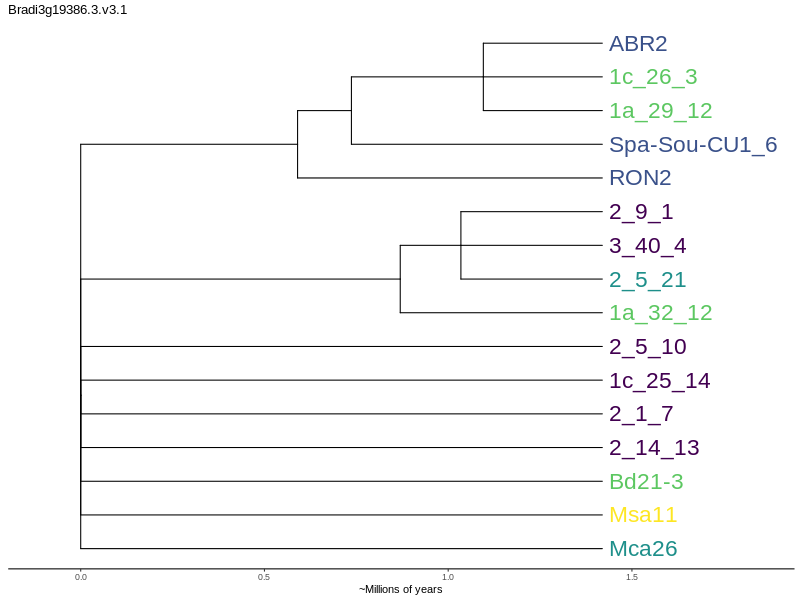 Bradi3g19386.3.v3.1
ABR2
1c_26_3
1a_29_12
Spa-Sou-CU1_6
RON2
2_9_1
3_40_4
2_5_21
1a_32_12
2_5_10
1c_25_14
2_1_7
2_14_13
Bd21-3
Msa11
Mca26
0.0 0.5 1.0 1.5
~Millions of years